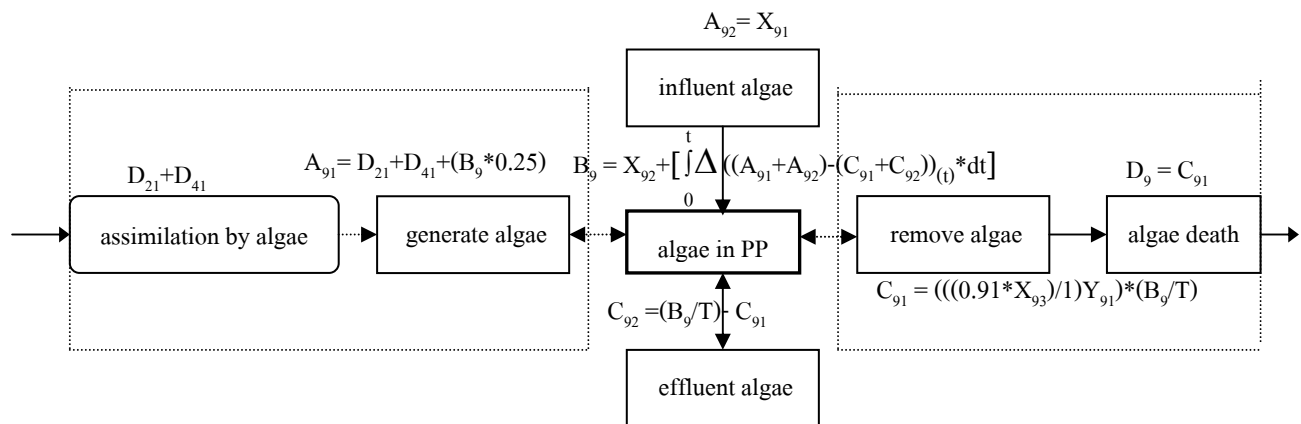 A₉₂= X₉₁
influent algae
t
A₉₁= D₂₁+D₄₁+(B₉*0.25)
B₉ = X₉₂+[∫Δ((A₉₁+A₉₂)-(C₉₁+C₉₂))₍ₜ₎*dt]
0
D₂₁+D₄₁
D₉ = C₉₁
assimilation by algae
generate algae
algae in PP
remove algae
algae death
C₉₁ = (((0.91*X₉₃)/1)Y₉₁)*(B₉/T)
C₉₂ =(B₉/T)- C₉₁
effluent algae